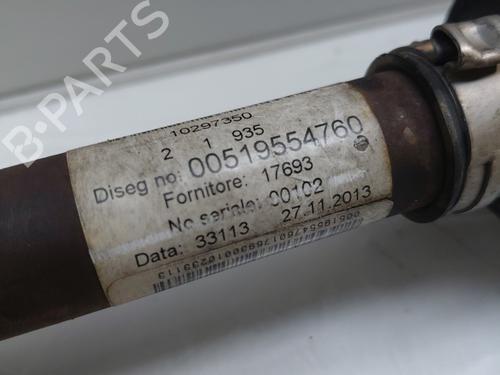 10297350
2 1 935
Diseg no: 00519554760
Fornitore: 17693
No seriale: 00102
Data: 33113 27.11.2013
B-Parts